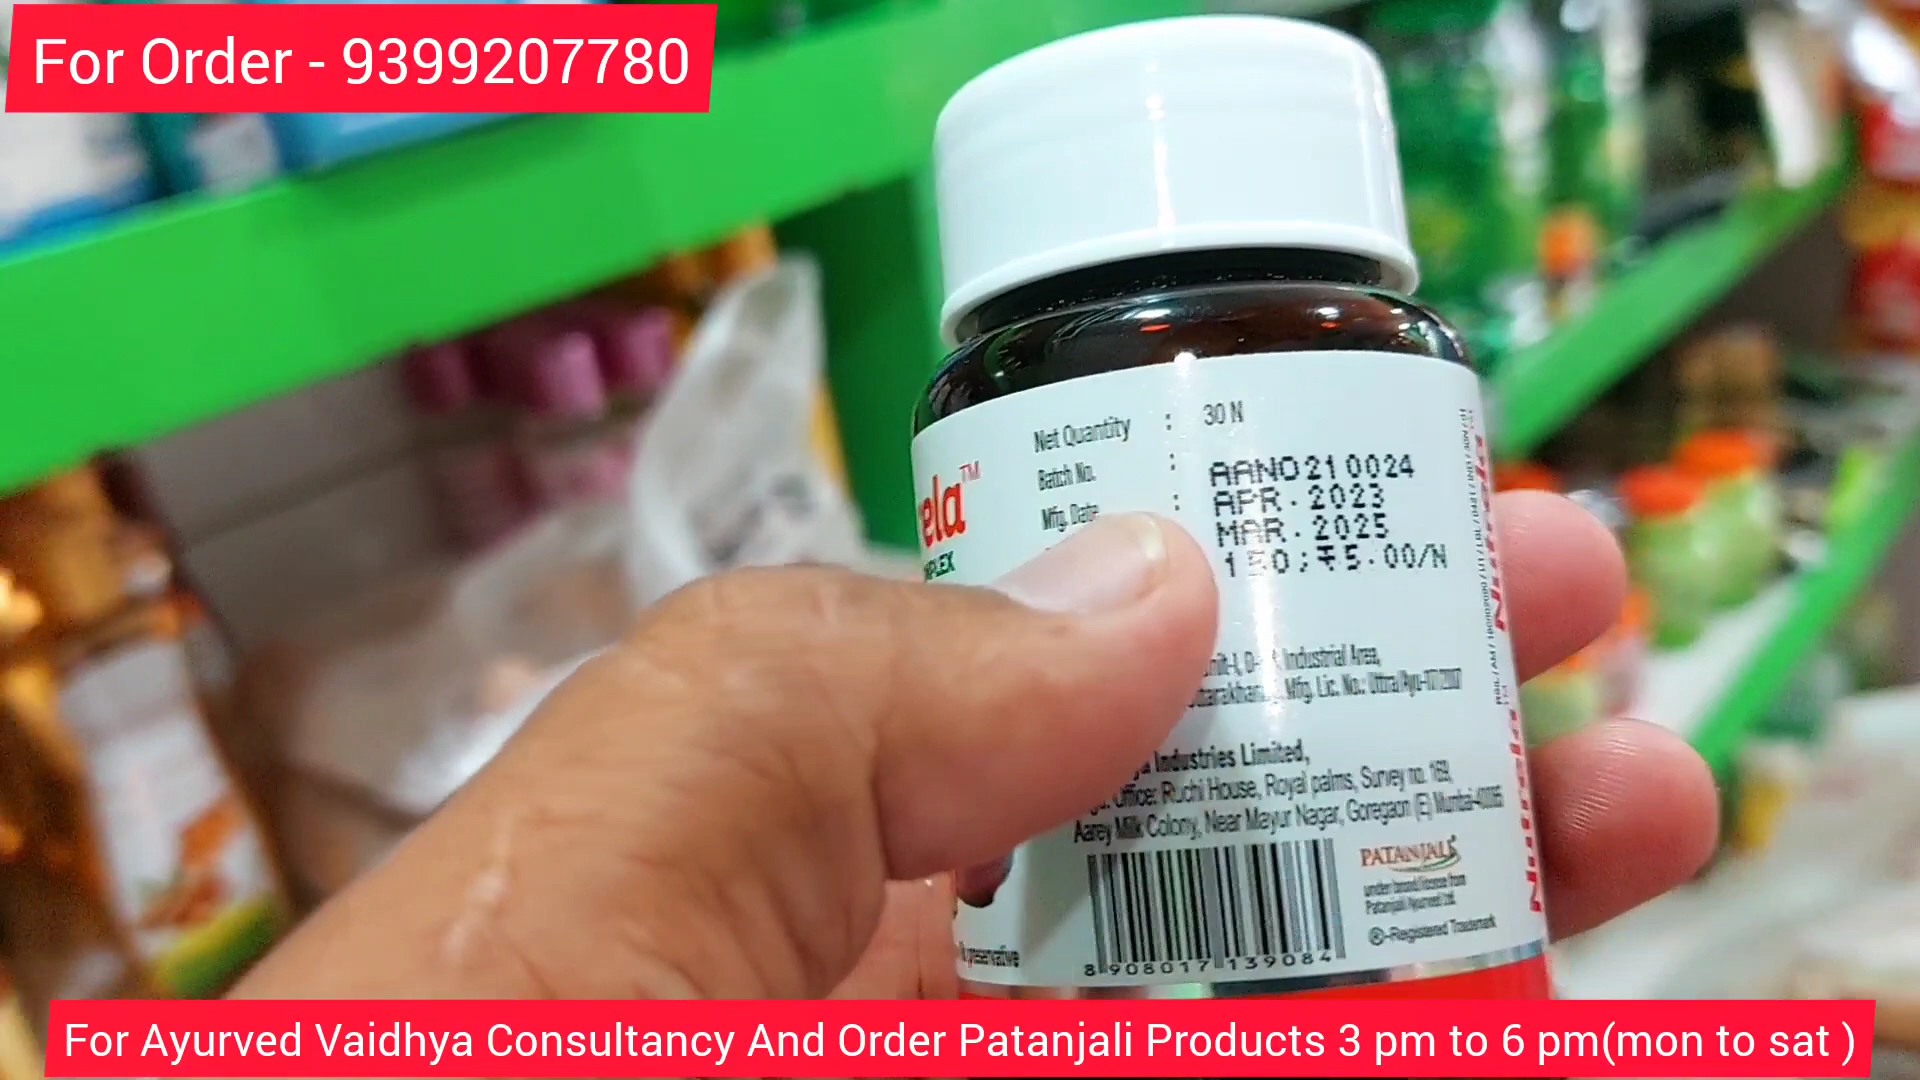 For Order - 9399207780
Net Quantity : 30 N
Batch No. : AANO210024
Mfg. Date : APR. 2023
MAR. 2025
150;₹5.00/N
ela™
PLEX
Industrial Area,
Mfg. Lic. No.:
Industries Limited,
Office: Ruchi House, Royal palms, Survey no. 169,
Aarey Milk Colony, Near Mayur Nagar, Goregaon (E) Mumbai-
PATANJALI
under brand license from
Patanjali Ayurved Ltd.
®-Registered Trademark
preservative
8 908017 139084
For Ayurved Vaidhya Consultancy And Order Patanjali Products 3 pm to 6 pm(mon to sat )